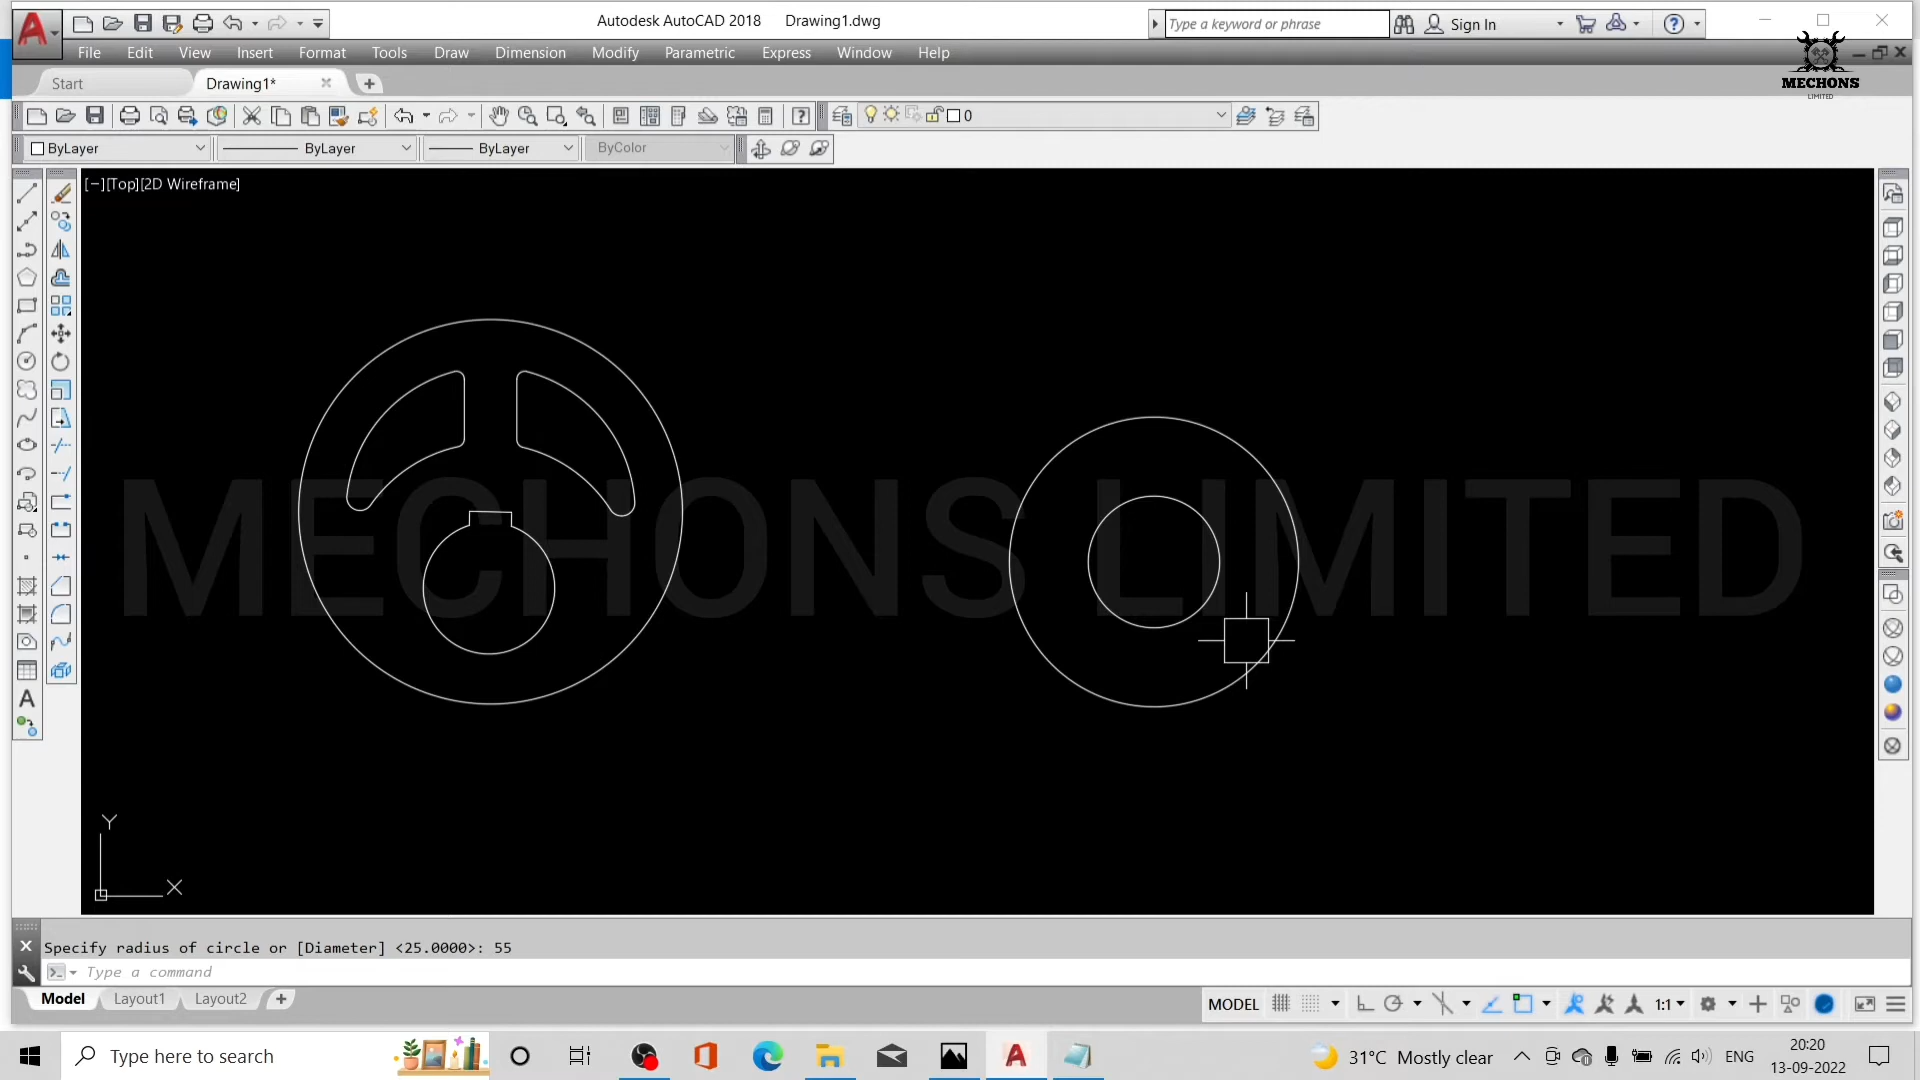 Autodesk AutoCAD 2018 Drawing1.dwg
Type a keyword or phrase
Sign In
File Edit View Insert Format Tools Draw Dimension Modify Parametric Express Window Help
MECHONS
LIMITED
Start
Drawing1*
0
ByLayer
ByLayer
ByLayer
ByColor
[−][Top][2D Wireframe]
MECHONS LIMITED
Y
X
Specify radius of circle or [Diameter] <25.0000>: 55
Type a command
Model Layout1 Layout2
MODEL
1:1
Type here to search
31°C Mostly clear
ENG
20:20
13-09-2022